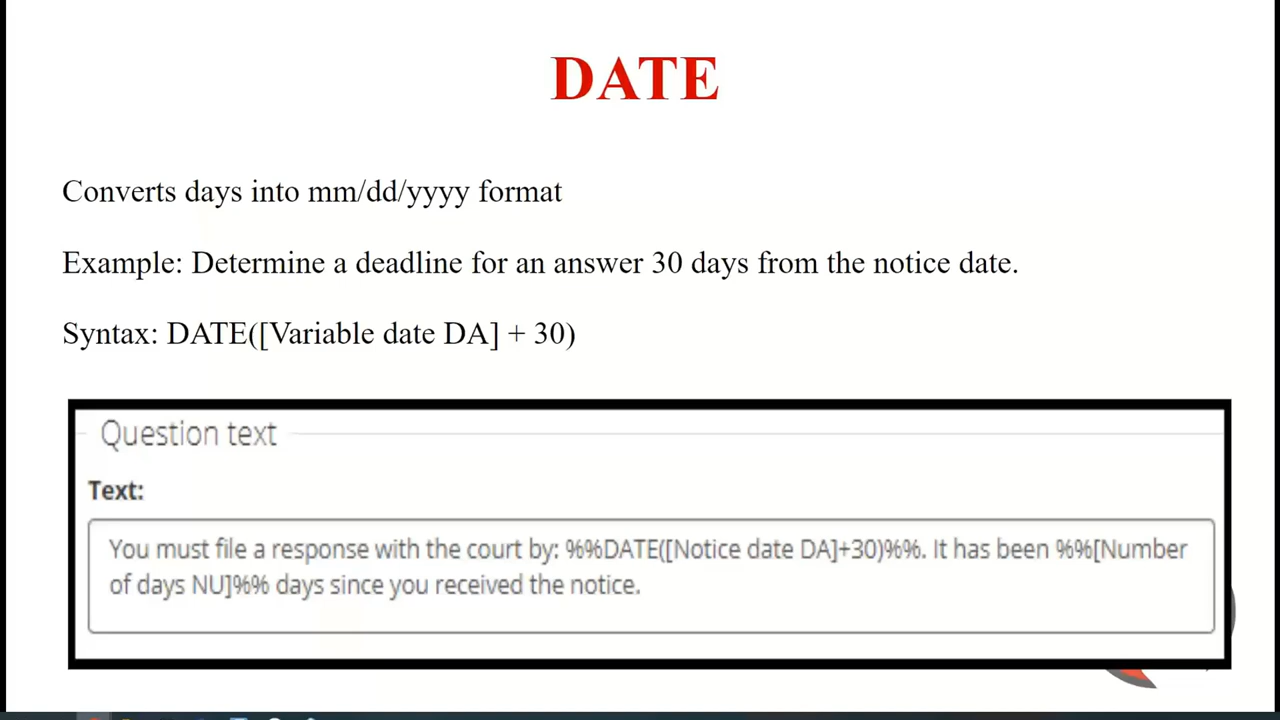 DATE
Converts days into mm/dd/yyyy format
Example: Determine a deadline for an answer 30 days from the notice date.
Syntax: DATE([Variable date DA] + 30)
Question text
Text:
You must file a response with the court by: %%DATE([Notice date DA]+30)%%. It has been %%[Number
of days NU]%% days since you received the notice.